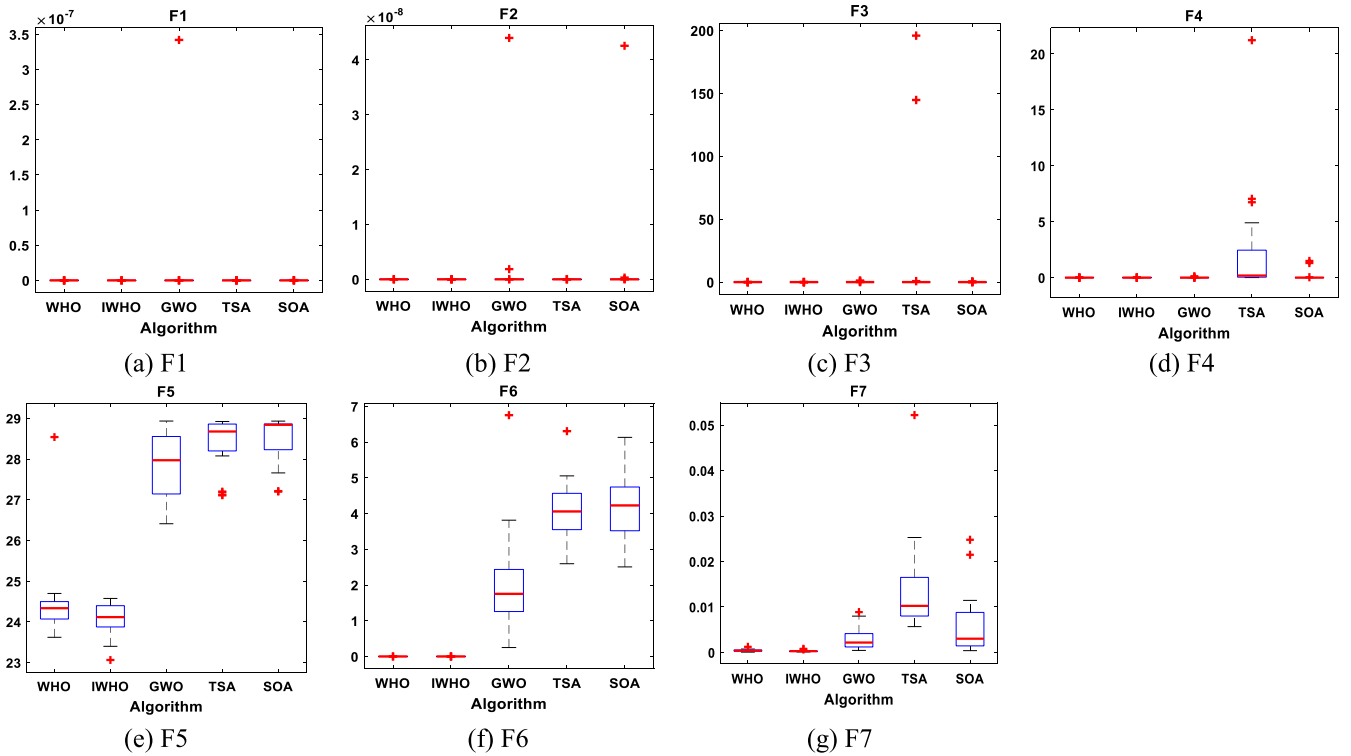 F1
×10-7
3.5
3
2.5
2
1.5
1
0.5
0
WHO IWHO GWO TSA SOA
Algorithm
(a) F1
F2
×10-8
4
3
2
1
0
WHO IWHO GWO TSA SOA
Algorithm
(b) F2
F3
200
150
100
50
0
WHO IWHO GWO TSA SOA
Algorithm
(c) F3
F4
20
15
10
5
0
WHO IWHO GWO TSA SOA
Algorithm
(d) F4
F5
29
28
27
26
25
24
23
WHO IWHO GWO TSA SOA
Algorithm
(e) F5
F6
7
6
5
4
3
2
1
0
WHO IWHO GWO TSA SOA
Algorithm
(f) F6
F7
0.05
0.04
0.03
0.02
0.01
0
WHO IWHO GWO TSA SOA
Algorithm
(g) F7